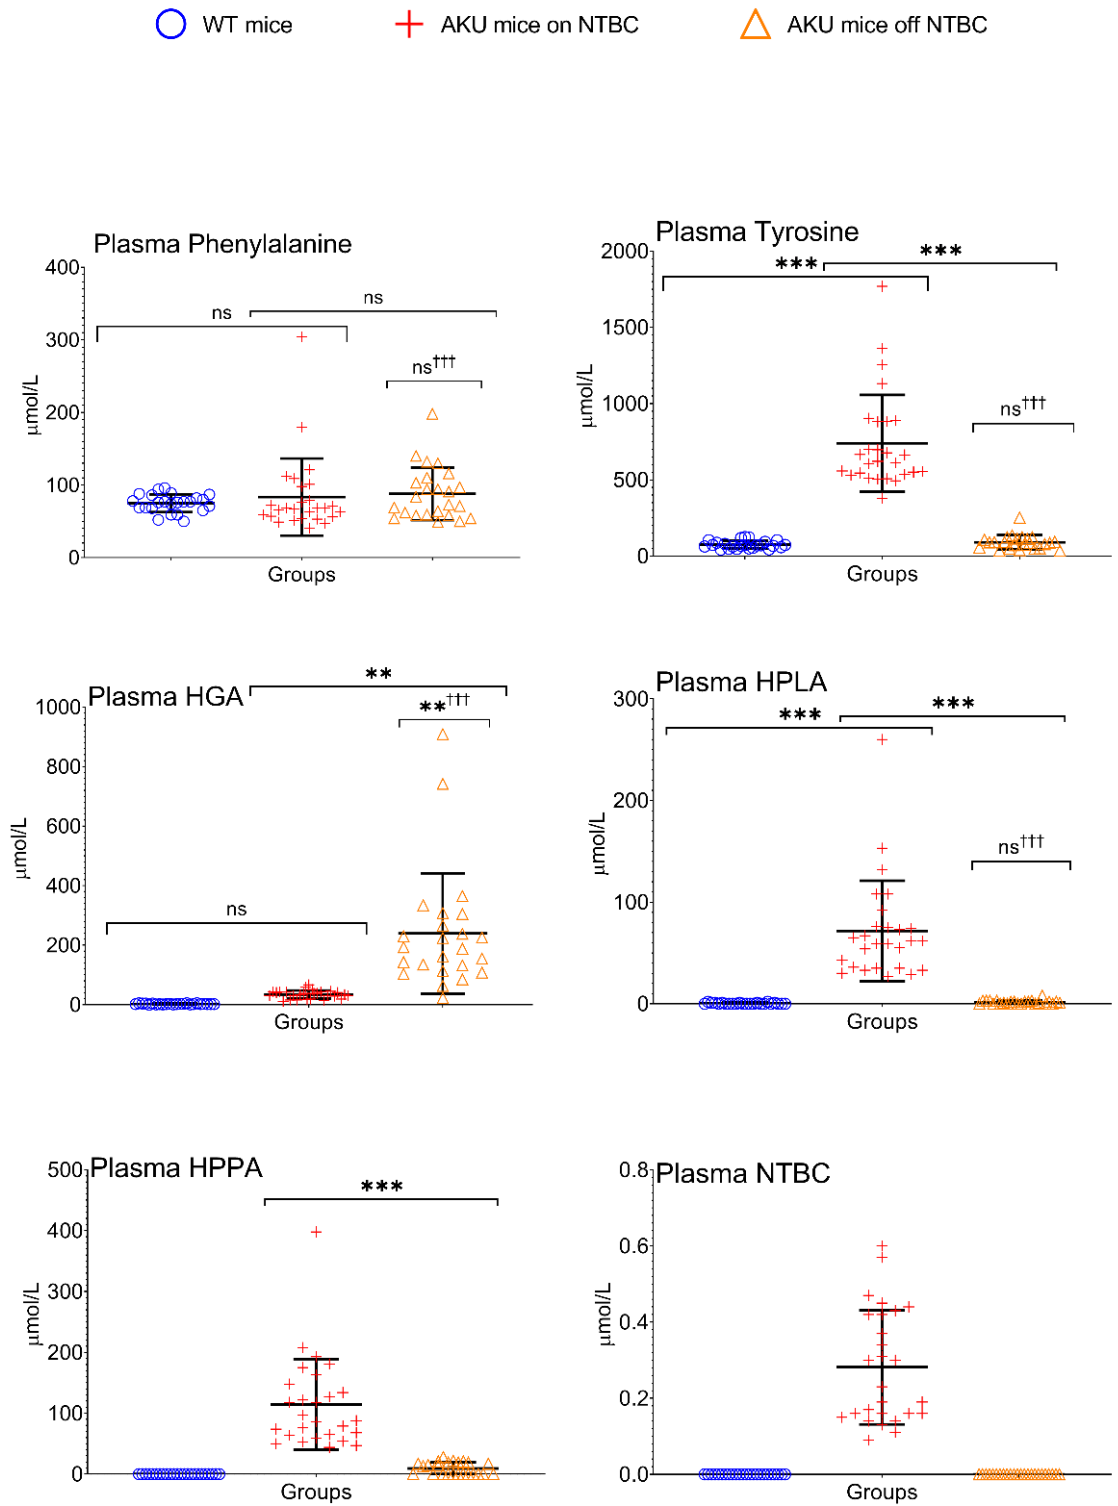 WT mice AKU mice on NTBC AKU mice off NTBC
Plasma Phenylalanine
400
300
200
100
0
µmol/L
ns
ns
ns†††
Groups
Plasma Tyrosine
2000
1500
1000
500
0
µmol/L
***
***
ns†††
Groups
Plasma HGA
1000
800
600
400
200
0
µmol/L
**
**†††
ns
Groups
Plasma HPLA
300
200
100
0
µmol/L
***
***
ns†††
Groups
Plasma HPPA
500
400
300
200
100
0
µmol/L
***
Groups
Plasma NTBC
0.8
0.6
0.4
0.2
0.0
µmol/L
Groups